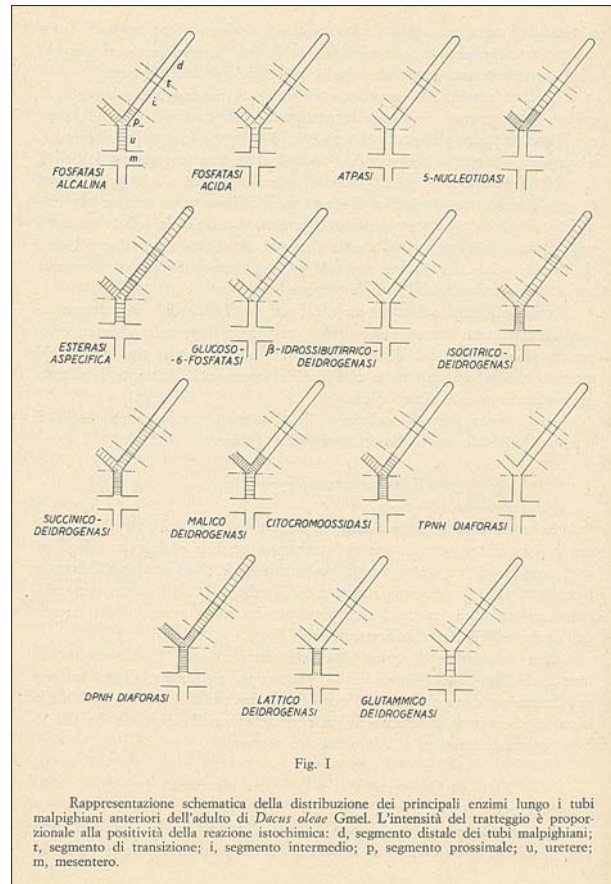 d
t
i
p
u
m
FOSFATASI
ALCALINA
FOSFATASI
ACIDA
ATPASI
5-NUCLEOTIDASI
ESTERASI
ASPECIFICA
GLUCOSO-
-6-FOSFATASI
β-IDROSSIBUTIRRICO-
DEIDROGENASI
ISOCITRICO-
DEIDROGENASI
SUCCINICO-
DEIDROGENASI
MALICO
DEIDROGENASI
CITOCROMOOSSIDASI
TPNH DIAFORASI
DPNH DIAFORASI
LATTICO
DEIDROGENASI
GLUTAMMICO
DEIDROGENASI
Fig. I
Rappresentazione schematica della distribuzione dei principali enzimi lungo i tubi
malpighiani anteriori dell'adulto di Dacus oleae Gmel. L'intensità del tratteggio è propor-
zionale alla positività della reazione istochimica: d, segmento distale dei tubi malpighiani;
t, segmento di transizione; i, segmento intermedio; p, segmento prossimale; u, uretere;
m, mesentero.